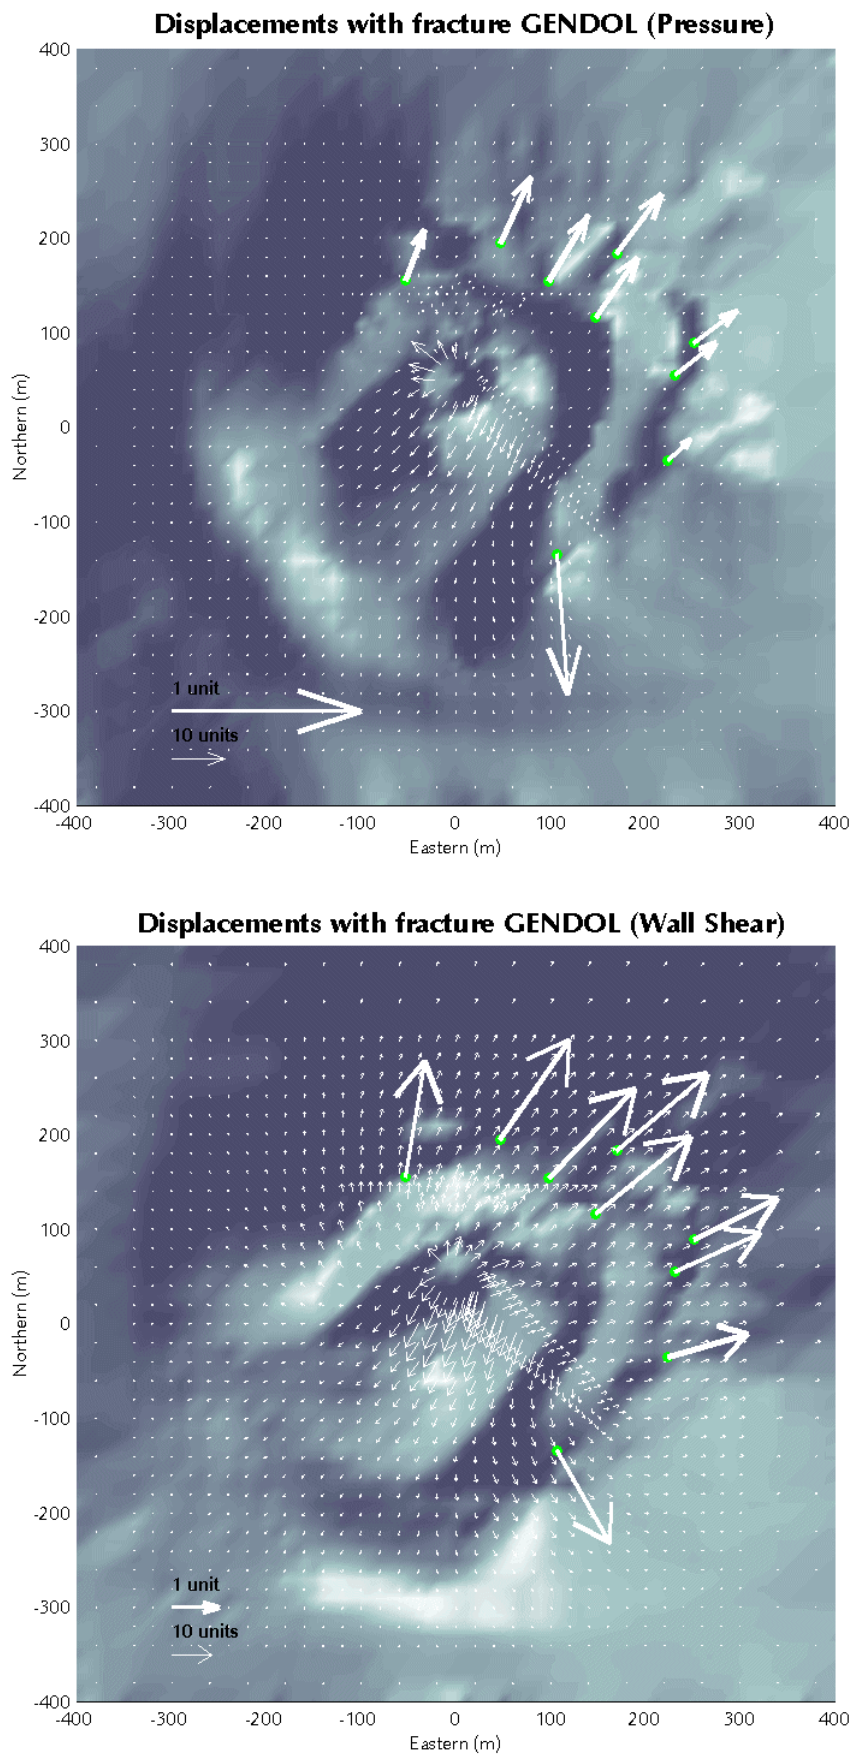 Displacements with fracture GENDOL (Pressure)
400
300
200
100
0
-100
-200
-300
-400
Northern (m)
1 unit
10 units
-400 -300 -200 -100 0 100 200 300 400
Eastern (m)
Displacements with fracture GENDOL (Wall Shear)
400
300
200
100
0
-100
-200
-300
-400
Northern (m)
1 unit
10 units
-400 -300 -200 -100 0 100 200 300 400
Eastern (m)